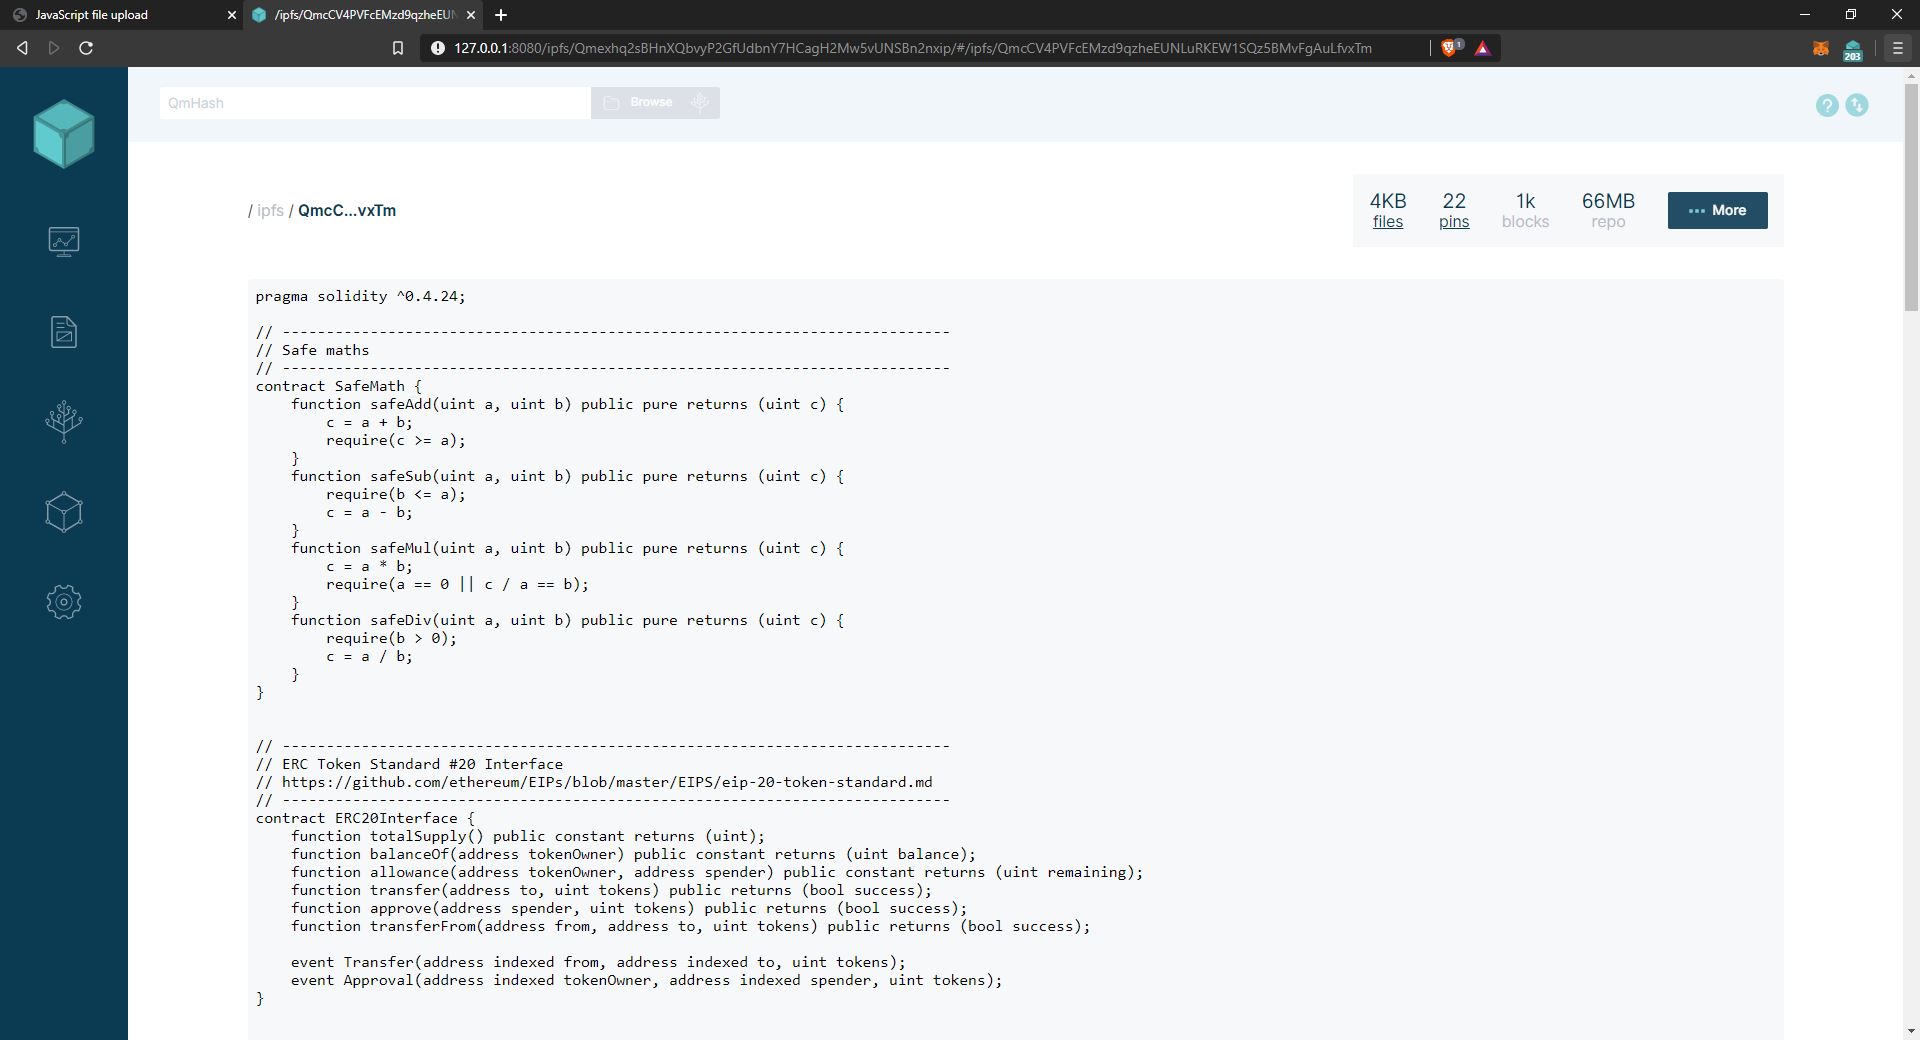 JavaScript file upload
/ipfs/QmcCV4PVFcEMzd9qzheEUN
127.0.0.1:8080/ipfs/Qmexhq2sBHnXQbvyP2GfUdbnY7HCagH2Mw5vUNSBn2nxip/#/ipfs/QmcCV4PVFcEMzd9qzheEUNLuRKEW1SQz5BMvFgAuLfvxTm
1
203
QmHash
Browse
?
/ ipfs / QmcC...vxTm
4KB files
22 pins
1k blocks
66MB repo
··· More
pragma solidity ^0.4.24;
// ----------------------------------------------------------------------------
// Safe maths
// ----------------------------------------------------------------------------
contract SafeMath {
    function safeAdd(uint a, uint b) public pure returns (uint c) {
        c = a + b;
        require(c >= a);
    }
    function safeSub(uint a, uint b) public pure returns (uint c) {
        require(b <= a);
        c = a - b;
    }
    function safeMul(uint a, uint b) public pure returns (uint c) {
        c = a * b;
        require(a == 0 || c / a == b);
    }
    function safeDiv(uint a, uint b) public pure returns (uint c) {
        require(b > 0);
        c = a / b;
    }
}
// ----------------------------------------------------------------------------
// ERC Token Standard #20 Interface
// https://github.com/ethereum/EIPs/blob/master/EIPS/eip-20-token-standard.md
// ----------------------------------------------------------------------------
contract ERC20Interface {
    function totalSupply() public constant returns (uint);
    function balanceOf(address tokenOwner) public constant returns (uint balance);
    function allowance(address tokenOwner, address spender) public constant returns (uint remaining);
    function transfer(address to, uint tokens) public returns (bool success);
    function approve(address spender, uint tokens) public returns (bool success);
    function transferFrom(address from, address to, uint tokens) public returns (bool success);
    event Transfer(address indexed from, address indexed to, uint tokens);
    event Approval(address indexed tokenOwner, address indexed spender, uint tokens);
}